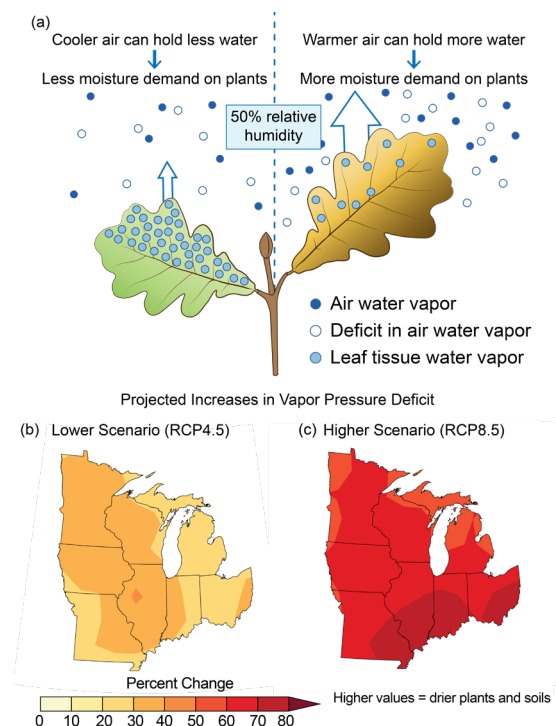 (a)
Cooler air can hold less water
Less moisture demand on plants
Warmer air can hold more water
More moisture demand on plants
50% relative
humidity
Air water vapor
Deficit in air water vapor
Leaf tissue water vapor
Projected Increases in Vapor Pressure Deficit
(b) Lower Scenario (RCP4.5)
(c) Higher Scenario (RCP8.5)
Percent Change
0 10 20 30 40 50 60 70 80
Higher values = drier plants and soils